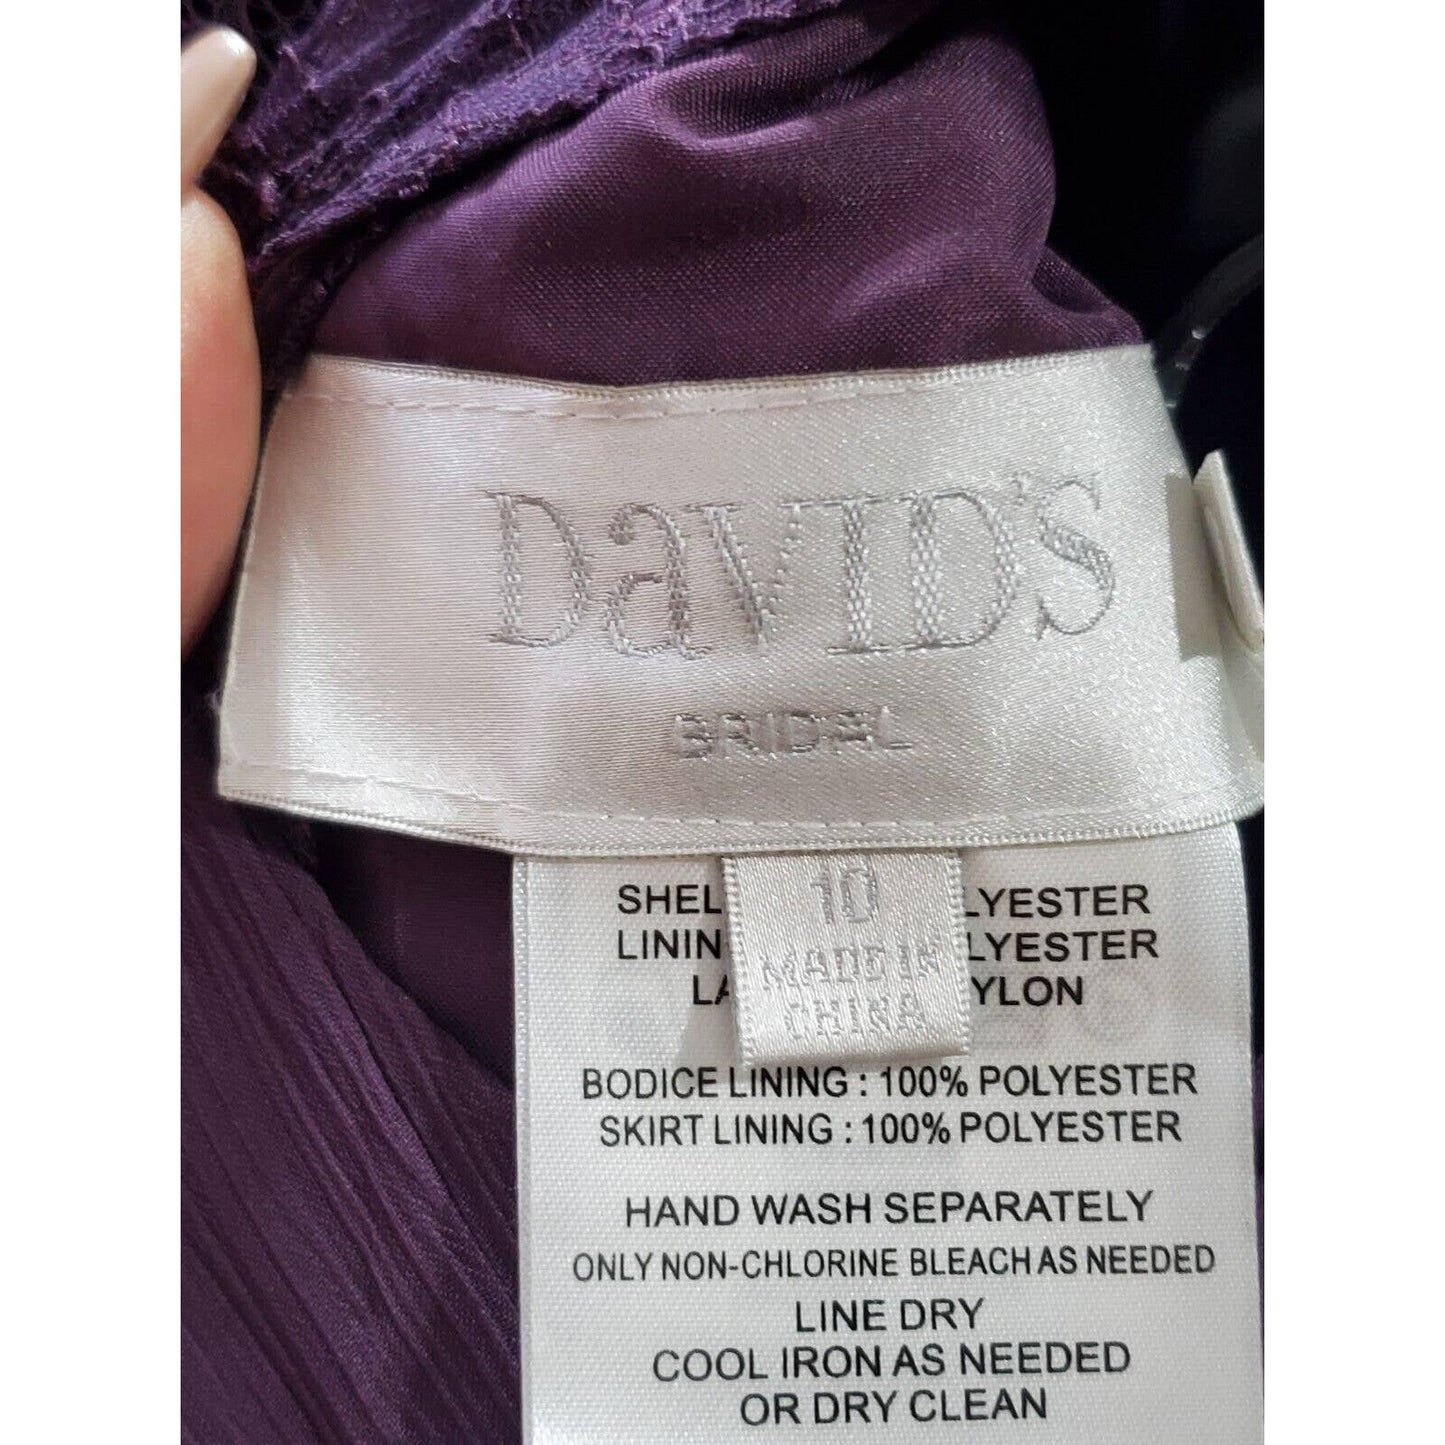 David's
BRIDAL
10
MADE IN
CHINA
SHEL LYESTER
LININ LYESTER
LA YLON
BODICE LINING : 100% POLYESTER
SKIRT LINING : 100% POLYESTER
HAND WASH SEPARATELY
ONLY NON-CHLORINE BLEACH AS NEEDED
LINE DRY
COOL IRON AS NEEDED
OR DRY CLEAN